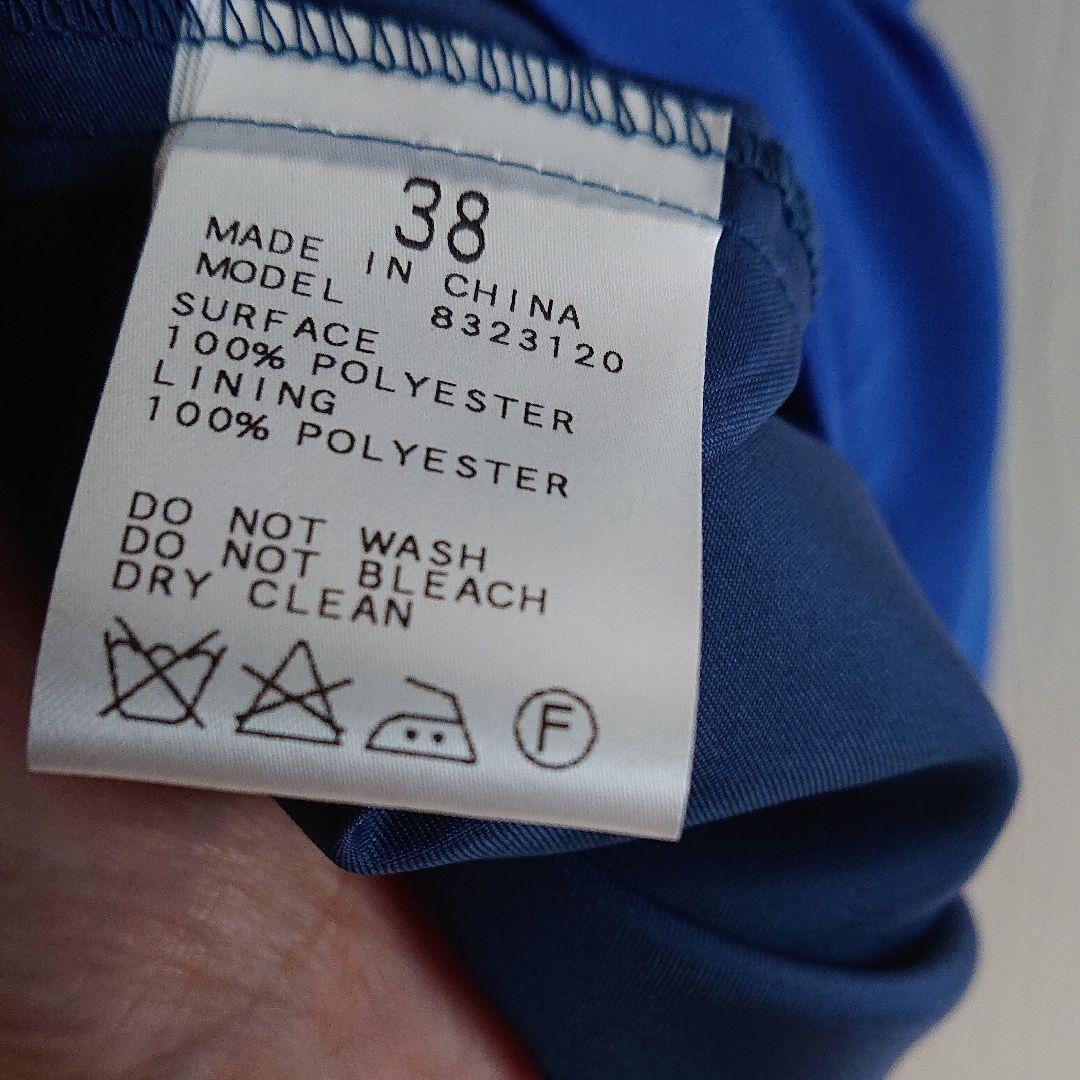 38
MADE IN CHINA
MODEL 8323120
SURFACE
100% POLYESTER
LINING
100% POLYESTER
DO NOT WASH
DO NOT BLEACH
DRY CLEAN
F